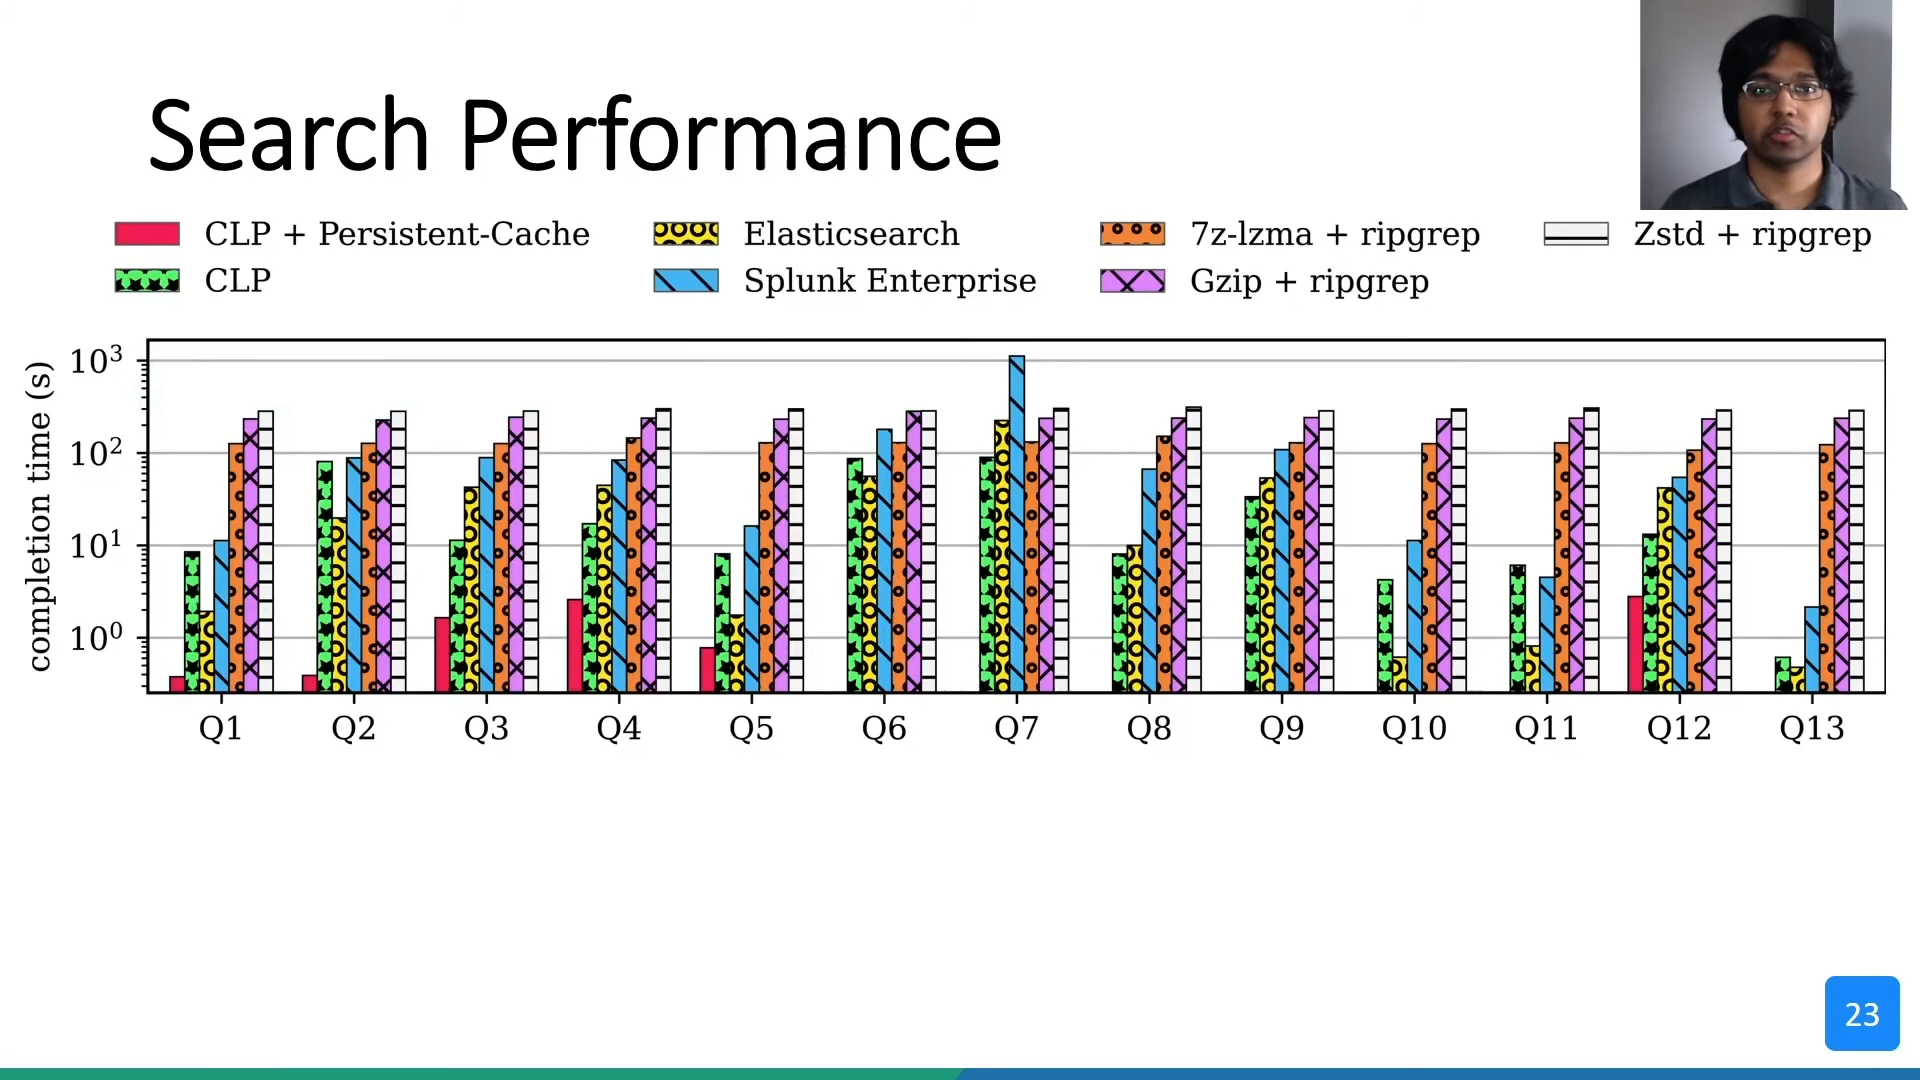 Search Performance
CLP + Persistent-Cache Elasticsearch 7z-lzma + ripgrep Zstd + ripgrep
CLP Splunk Enterprise Gzip + ripgrep
completion time (s)
10³
10²
10¹
10⁰
Q1 Q2 Q3 Q4 Q5 Q6 Q7 Q8 Q9 Q10 Q11 Q12 Q13
23